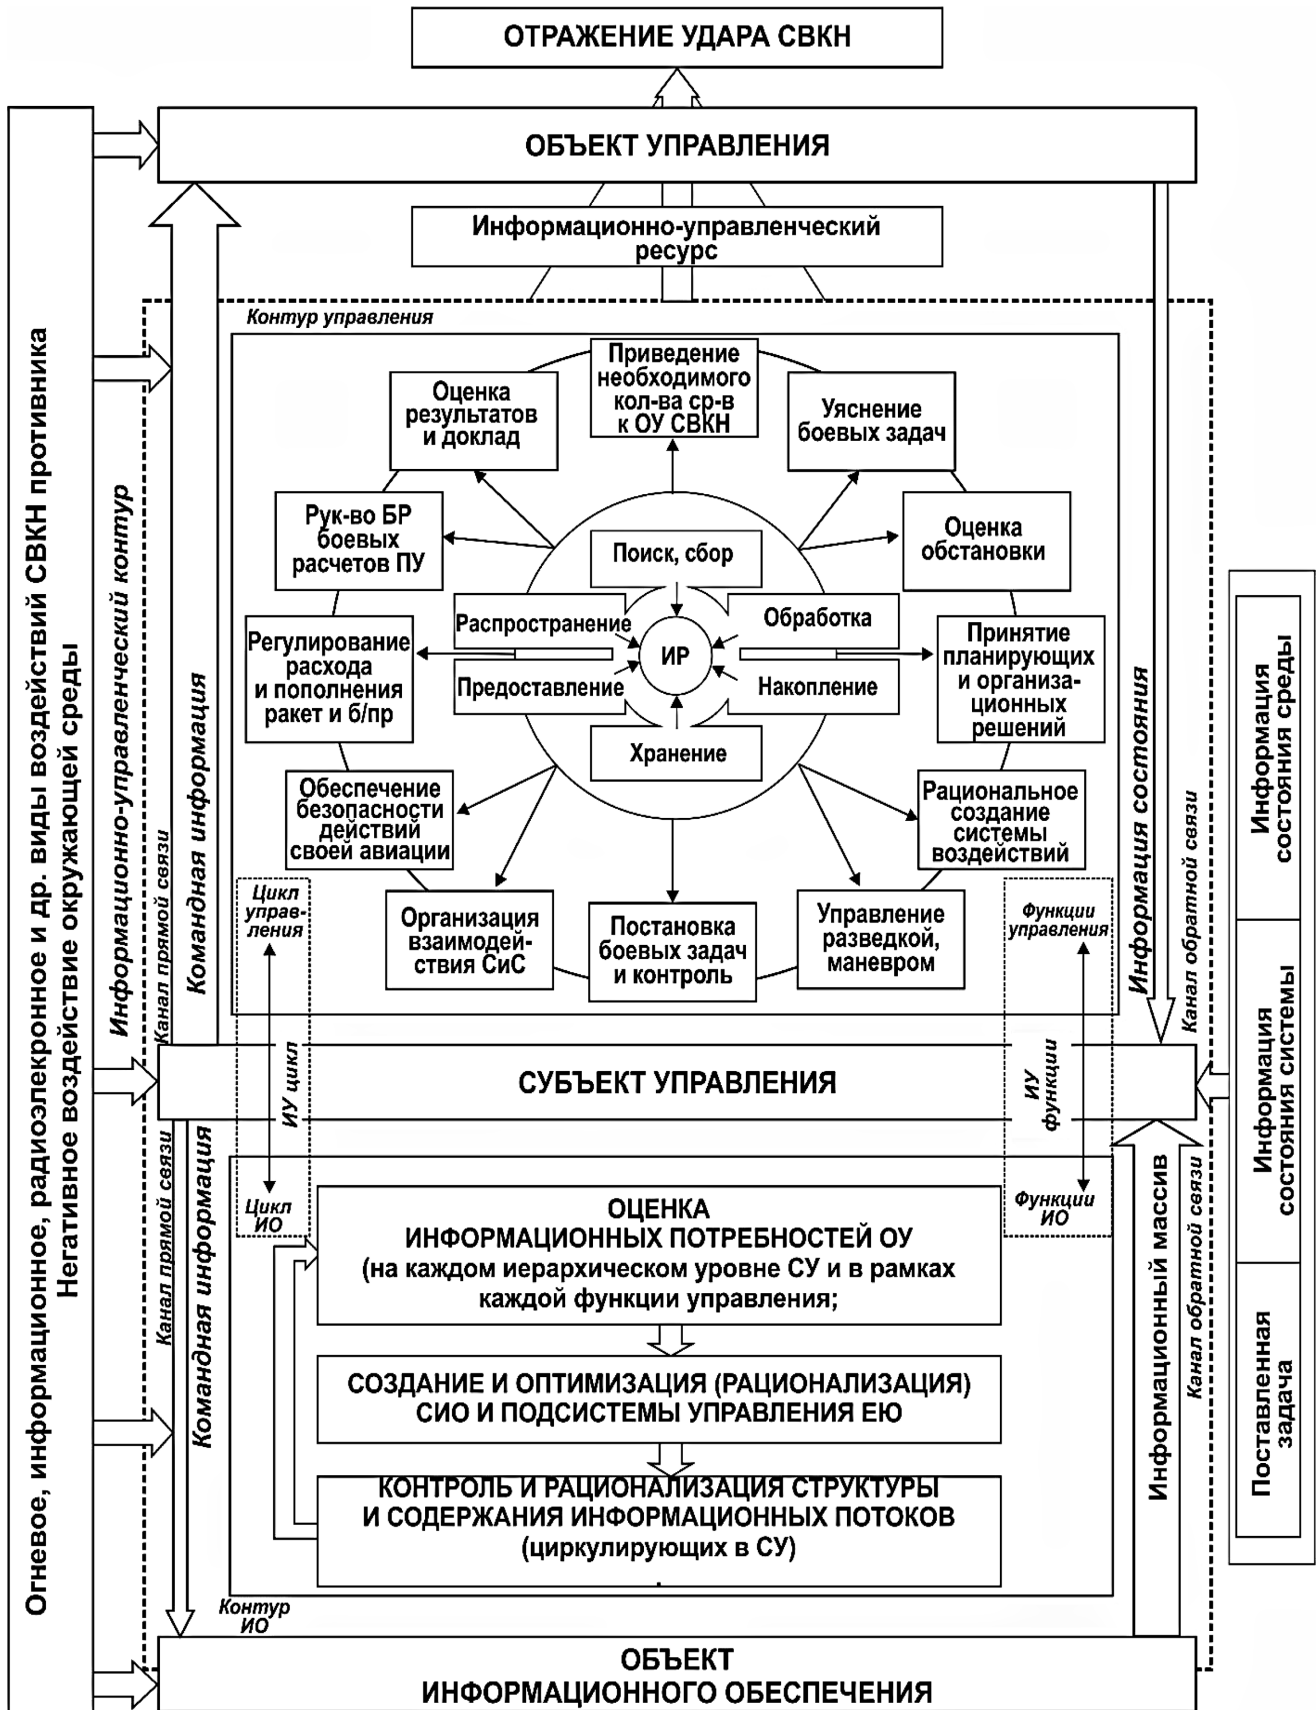 ОТРАЖЕНИЕ УДАРА СВКН
ОБЪЕКТ УПРАВЛЕНИЯ
Информационно-управленческий
ресурс
Огневое, информационное, радиоэлекронное и др. виды воздействий СВКН противника
Негативное воздействие окружающей среды
Информационно-управленческий контур
Канал прямой связи
Командная информация
Контур управления
Приведение
необходимого
кол-ва ср-в
к ОУ СВКН
Уяснение
боевых задач
Оценка
обстановки
Принятие
планирующих
и организа-
ционных
решений
Рациональное
создание
системы
воздействий
Управление
разведкой,
маневром
Постановка
боевых задач
и контроль
Организация
взаимодей-
ствия СиС
Обеспечение
безопасности
действий
своей авиации
Регулирование
расхода
и пополнения
ракет и б/пр
Рук-во БР
боевых
расчетов ПУ
Оценка
результатов
и доклад
Поиск, сбор
Обработка
Накопление
Хранение
Предоставление
Распространение
ИР
Информация состояния
Канал обратной связи
Цикл
управ-
ления
ИУ цикл
Цикл
ИО
Функции
управления
ИУ
функции
Функции
ИО
СУБЪЕКТ УПРАВЛЕНИЯ
Информация
состояния среды
Информация
состояния системы
Поставленная
задача
Канал прямой связи
Командная информация
ОЦЕНКА
ИНФОРМАЦИОННЫХ ПОТРЕБНОСТЕЙ ОУ
(на каждом иерархическом уровне СУ и в рамках
каждой функции управления;
СОЗДАНИЕ И ОПТИМИЗАЦИЯ (РАЦИОНАЛИЗАЦИЯ)
СИО И ПОДСИСТЕМЫ УПРАВЛЕНИЯ ЕЮ
КОНТРОЛЬ И РАЦИОНАЛИЗАЦИЯ СТРУКТУРЫ
И СОДЕРЖАНИЯ ИНФОРМАЦИОННЫХ ПОТОКОВ
(циркулирующих в СУ)
.
Информационный массив
Канал обратной связи
Контур
ИО
ОБЪЕКТ
ИНФОРМАЦИОННОГО ОБЕСПЕЧЕНИЯ